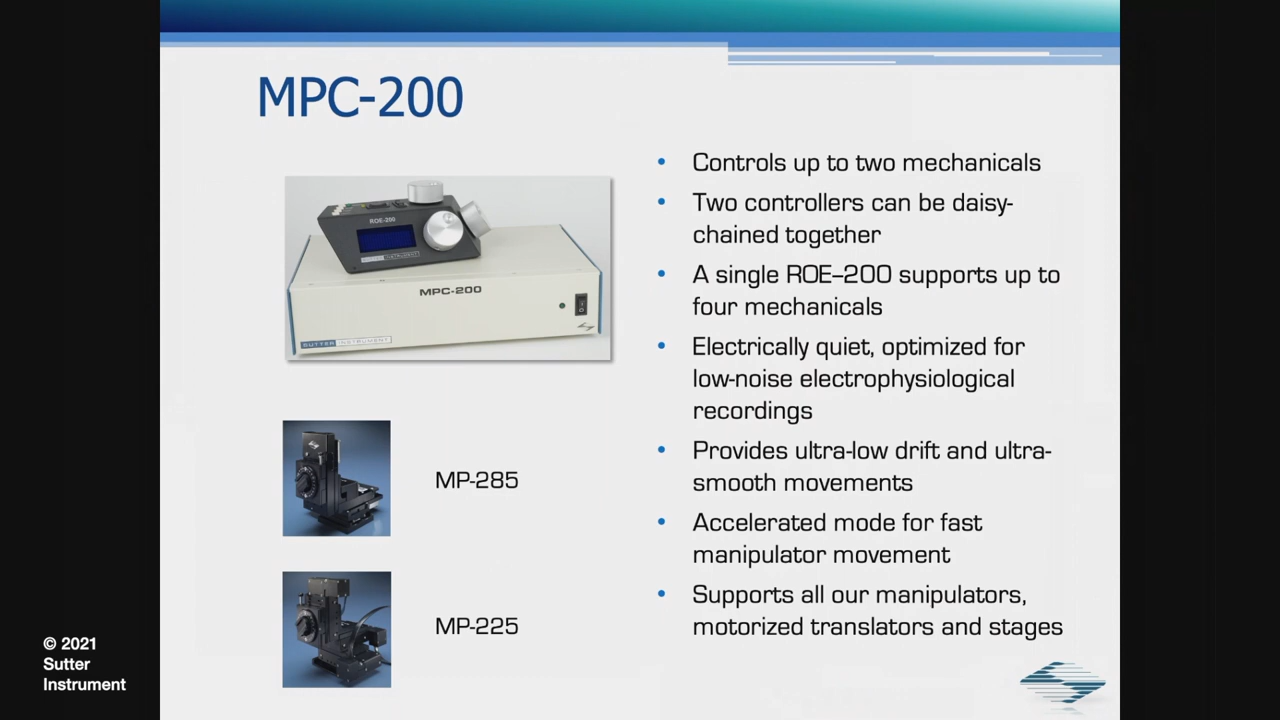 MPC-200
ROE-200
SUTTER INSTRUMENT
MPC-200
SUTTER INSTRUMENT
MP-285
MP-225
• Controls up to two mechanicals
• Two controllers can be daisy-
chained together
• A single ROE–200 supports up to
four mechanicals
• Electrically quiet, optimized for
low-noise electrophysiological
recordings
• Provides ultra-low drift and ultra-
smooth movements
• Accelerated mode for fast
manipulator movement
• Supports all our manipulators,
motorized translators and stages
© 2021
Sutter
Instrument